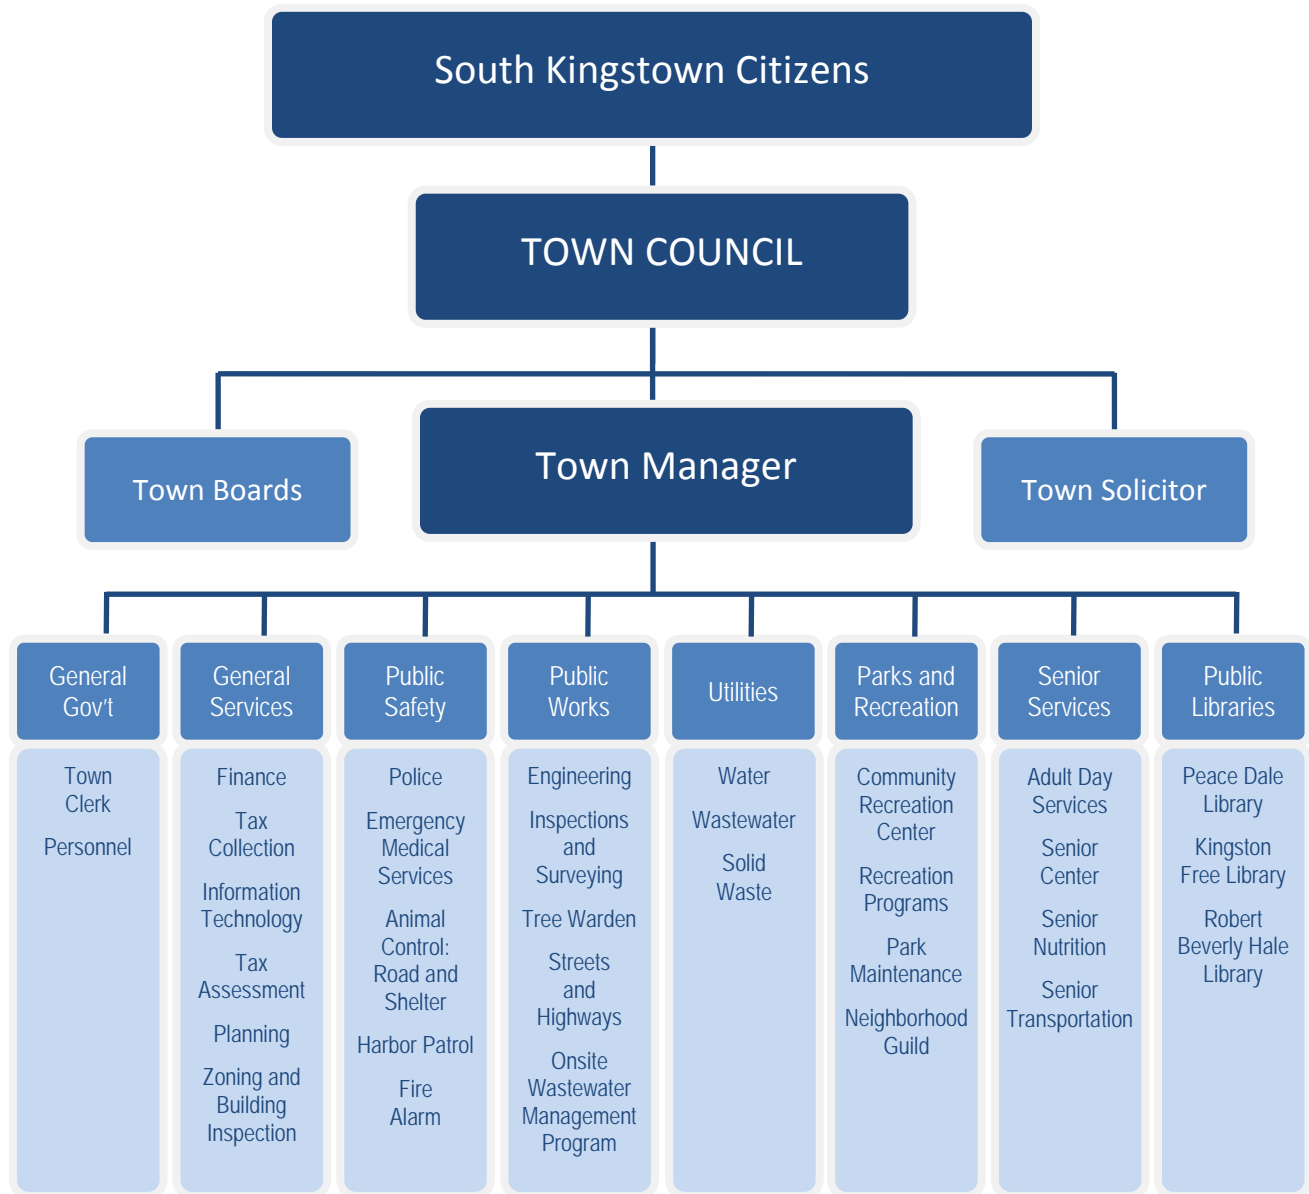 South Kingstown Citizens
TOWN COUNCIL
Town Boards
Town Manager
Town Solicitor
General
Gov't
Town
Clerk
Personnel
General
Services
Finance
Tax
Collection
Information
Technology
Tax
Assessment
Planning
Zoning and
Building
Inspection
Public
Safety
Police
Emergency
Medical
Services
Animal
Control:
Road and
Shelter
Harbor Patrol
Fire
Alarm
Public
Works
Engineering
Inspections
and
Surveying
Tree Warden
Streets
and
Highways
Onsite
Wastewater
Management
Program
Utilities
Water
Wastewater
Solid
Waste
Parks and
Recreation
Community
Recreation
Center
Recreation
Programs
Park
Maintenance
Neighborhood
Guild
Senior
Services
Adult Day
Services
Senior
Center
Senior
Nutrition
Senior
Transportation
Public
Libraries
Peace Dale
Library
Kingston
Free Library
Robert
Beverly Hale
Library